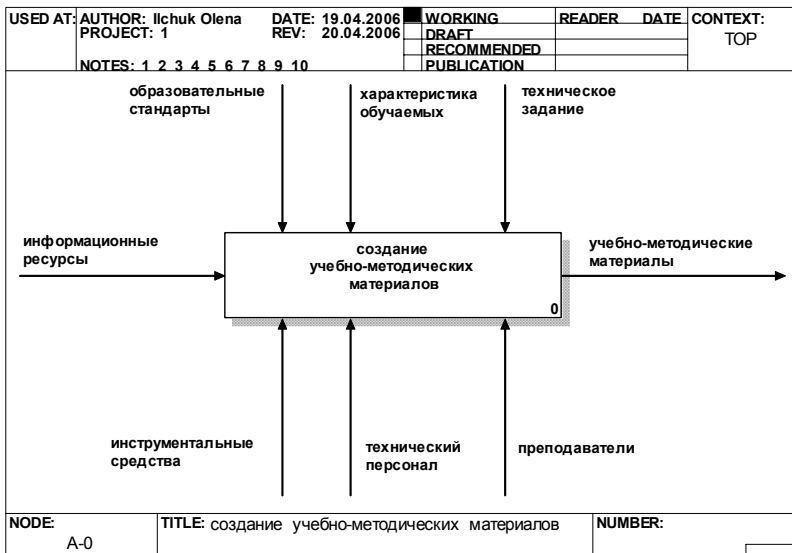 USED AT: AUTHOR: Ilchuk Olena DATE: 19.04.2006 WORKING READER DATE CONTEXT:
PROJECT: 1 REV: 20.04.2006 DRAFT TOP
RECOMMENDED
NOTES: 1 2 3 4 5 6 7 8 9 10 PUBLICATION
образовательные
стандарты
характеристика
обучаемых
техническое
задание
информационные
ресурсы
создание
учебно-методических
материалов
0
учебно-методические
материалы
инструментальные
средства
технический
персонал
преподаватели
NODE: TITLE: создание учебно-методических материалов NUMBER:
A-0